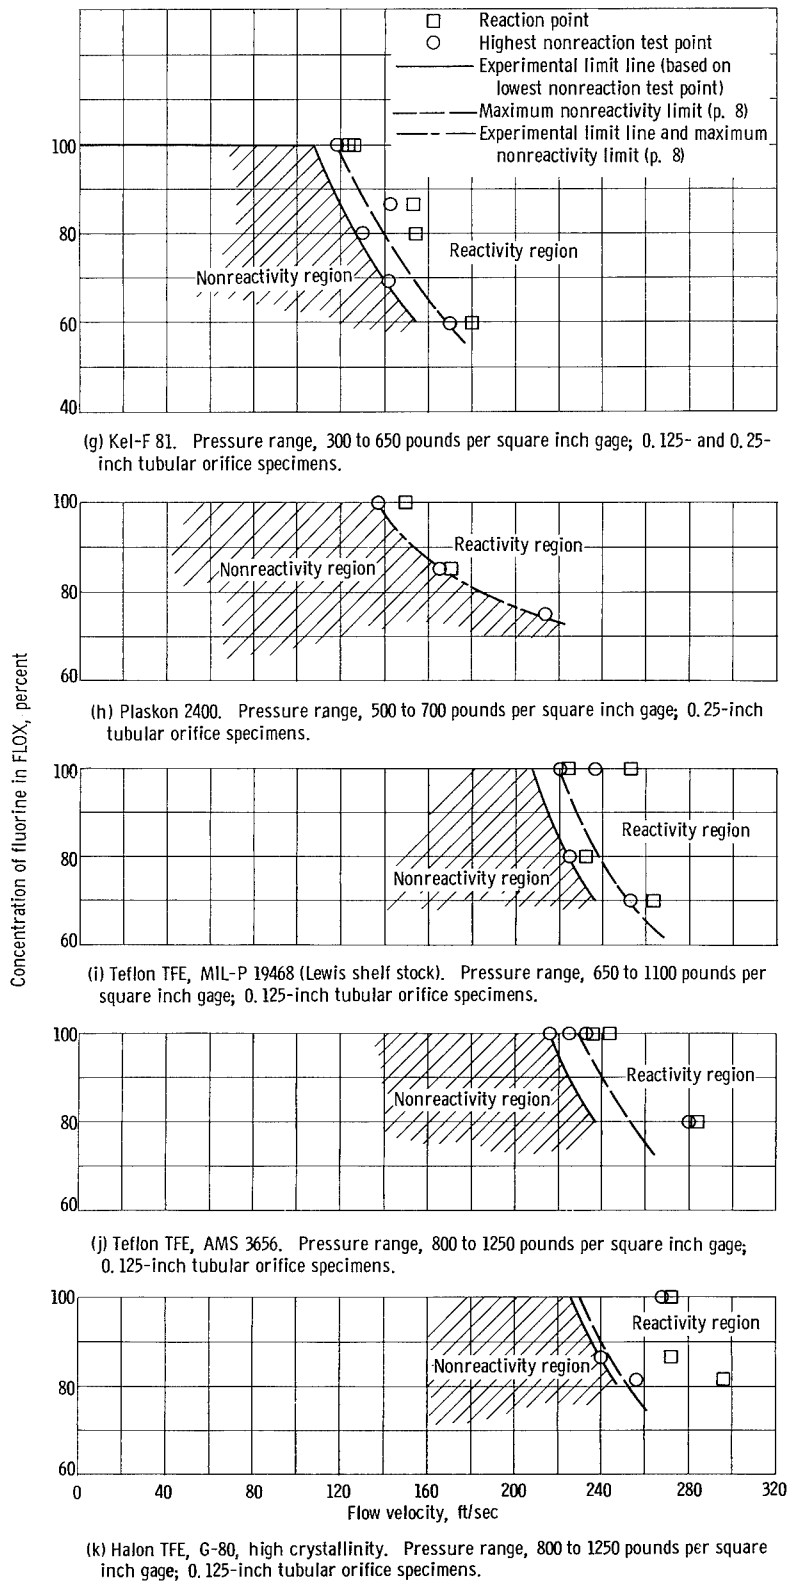 Reaction point
Highest nonreaction test point
Experimental limit line (based on
lowest nonreaction test point)
Maximum nonreactivity limit (p. 8)
Experimental limit line and maximum
nonreactivity limit (p. 8)
100
80
60
40
Reactivity region
Nonreactivity region
(g) Kel-F 81. Pressure range, 300 to 650 pounds per square inch gage; 0.125- and 0.25-
inch tubular orifice specimens.
Concentration of fluorine in FLOX, percent
100
80
60
Reactivity region
Nonreactivity region
(h) Plaskon 2400. Pressure range, 500 to 700 pounds per square inch gage; 0.25-inch
tubular orifice specimens.
100
80
60
Reactivity region
Nonreactivity region
(i) Teflon TFE, MIL-P 19468 (Lewis shelf stock). Pressure range, 650 to 1100 pounds per
square inch gage; 0.125-inch tubular orifice specimens.
100
80
60
Reactivity region
Nonreactivity region
(j) Teflon TFE, AMS 3656. Pressure range, 800 to 1250 pounds per square inch gage;
0.125-inch tubular orifice specimens.
100
80
60
Reactivity region
Nonreactivity region
0 40 80 120 160 200 240 280 320
Flow velocity, ft/sec
(k) Halon TFE, G-80, high crystallinity. Pressure range, 800 to 1250 pounds per square
inch gage; 0.125-inch tubular orifice specimens.